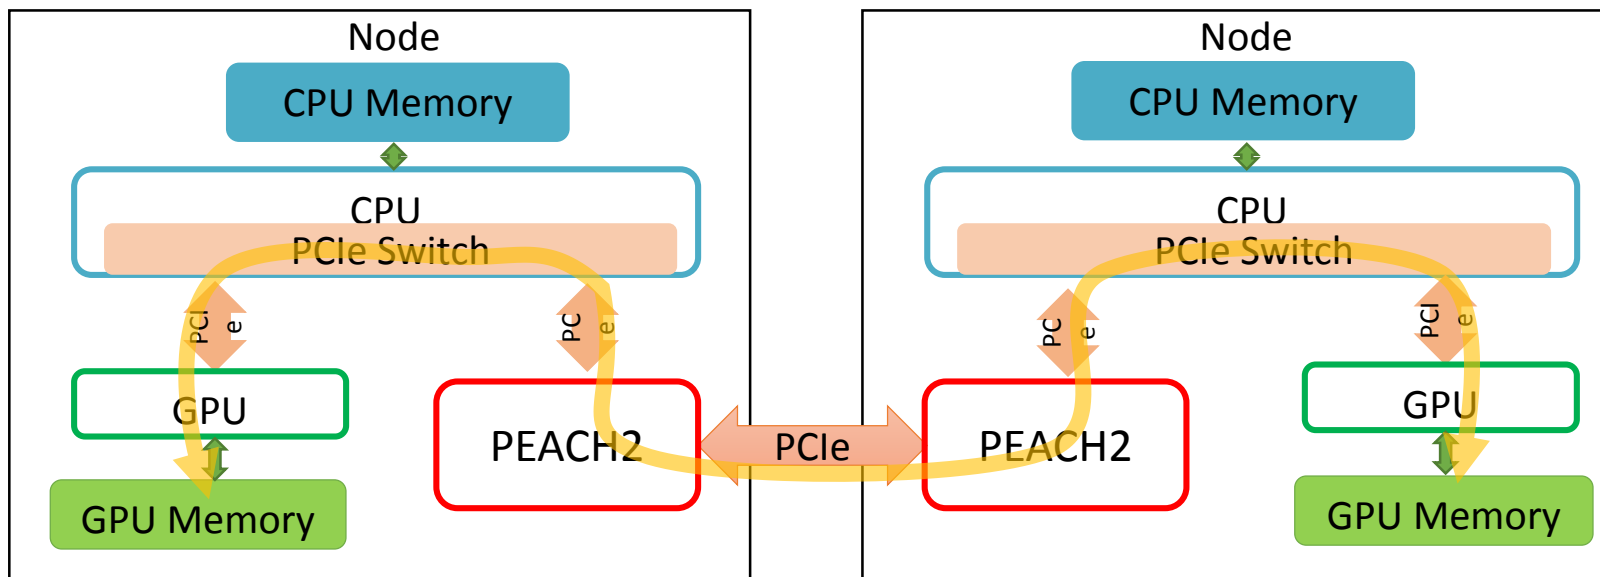 Node
CPU Memory
CPU
PCIe Switch
PCI
e
PC
e
GPU
PEACH2
GPU Memory
PCIe
Node
CPU Memory
CPU
PCIe Switch
PC
e
PCI
e
PEACH2
GPU
GPU Memory